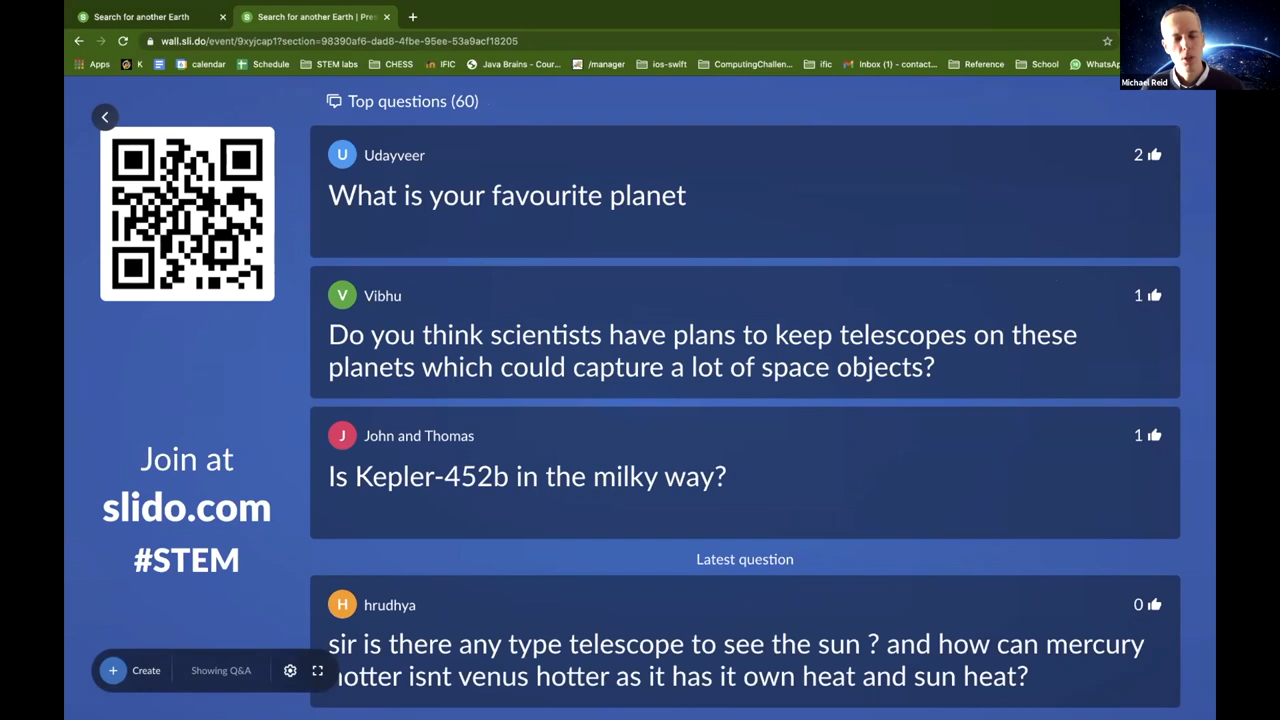 Search for another Earth
Search for another Earth | Pres
wall.sli.do/event/9xyjcap1?section=98390af6-dad8-4fbe-95ee-53a9acf18205
Apps K calendar Schedule STEM labs CHESS IFIC Java Brains - Cour... /manager ios-swift ComputingChallen... ific Inbox (1) - contact... Reference School WhatsAp
Michael Reid
Top questions (60)
U Udayveer 2
What is your favourite planet
V Vibhu 1
Do you think scientists have plans to keep telescopes on these
planets which could capture a lot of space objects?
J John and Thomas 1
Is Kepler-452b in the milky way?
Join at
slido.com
#STEM
Latest question
H hrudhya 0
sir is there any type telescope to see the sun ? and how can mercury
hotter isnt venus hotter as it has it own heat and sun heat?
Create Showing Q&A